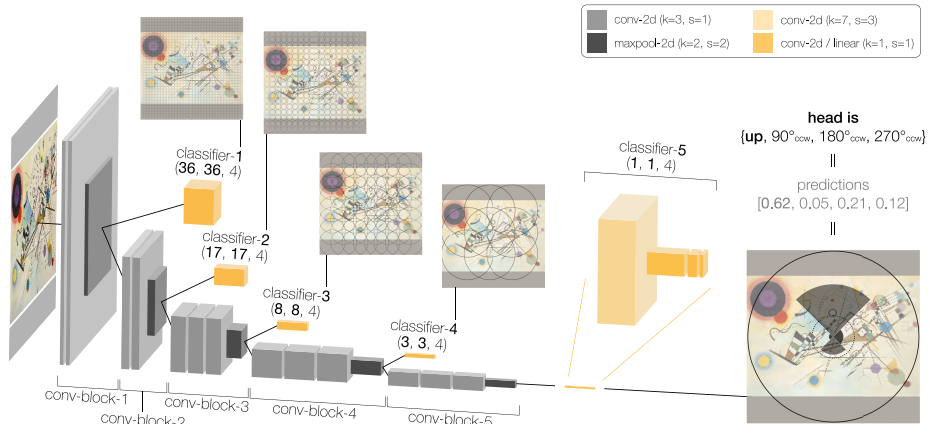 conv-2d (k=3, s=1)
maxpool-2d (k=2, s=2)
conv-2d (k=7, s=3)
conv-2d / linear (k=1, s=1)
classifier-1
(36, 36, 4)
classifier-2
(17, 17, 4)
classifier-3
(8, 8, 4)
classifier-4
(3, 3, 4)
classifier-5
(1, 1, 4)
head is
{up, 90°ccw, 180°ccw, 270°ccw}
predictions
[0.62, 0.05, 0.21, 0.12]
conv-block-1
conv-block-2
conv-block-3
conv-block-4
conv-block-5